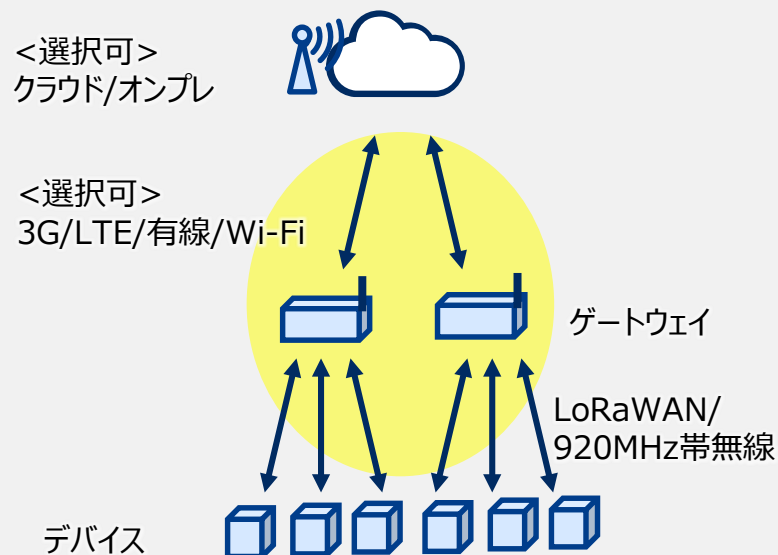 <選択可>
クラウド/オンプレ
<選択可>
3G/LTE/有線/Wi-Fi
ゲートウェイ
LoRaWAN/
920MHz帯無線
デバイス